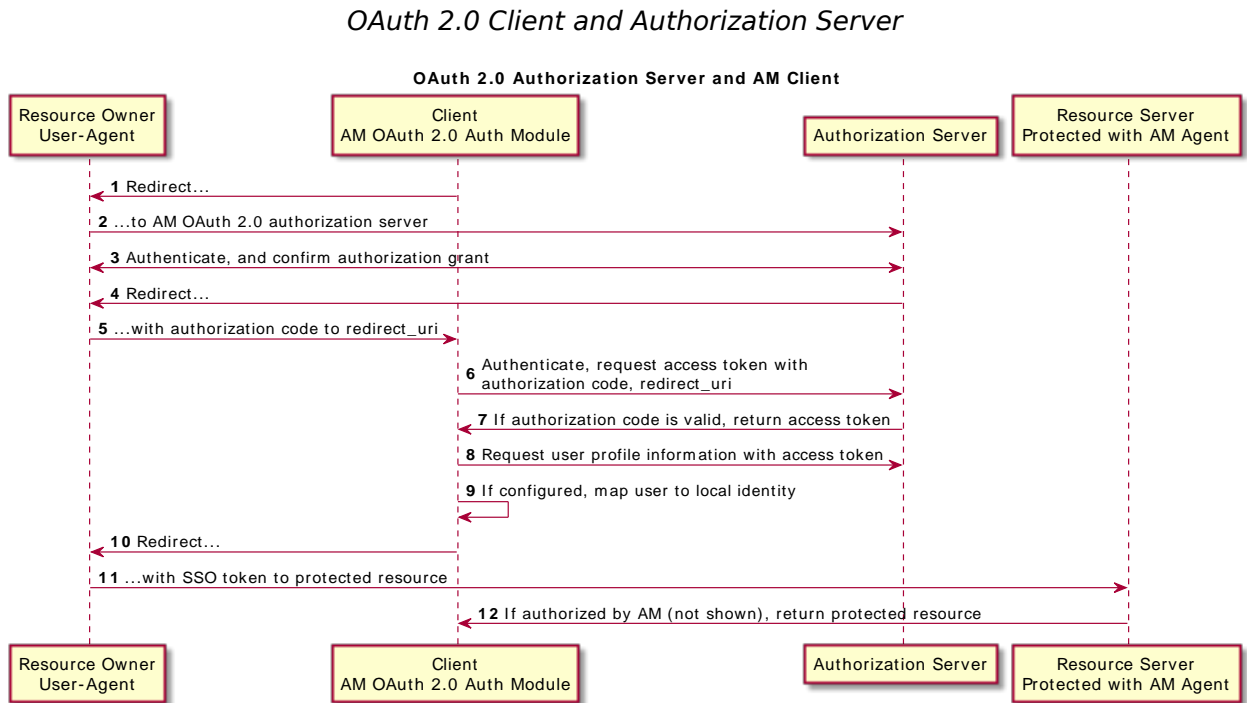 OAuth 2.0 Client and Authorization Server
OAuth 2.0 Authorization Server and AM Client
Resource Owner
User-Agent
Client
AM OAuth 2.0 Auth Module
Authorization Server
Resource Server
Protected with AM Agent
1 Redirect...
2 ...to AM OAuth 2.0 authorization server
3 Authenticate, and confirm authorization grant
4 Redirect...
5 ...with authorization code to redirect_uri
6 Authenticate, request access token with
authorization code, redirect_uri
7 If authorization code is valid, return access token
8 Request user profile information with access token
9 If configured, map user to local identity
10 Redirect...
11 ...with SSO token to protected resource
12 If authorized by AM (not shown), return protected resource
Resource Owner
User-Agent
Client
AM OAuth 2.0 Auth Module
Authorization Server
Resource Server
Protected with AM Agent